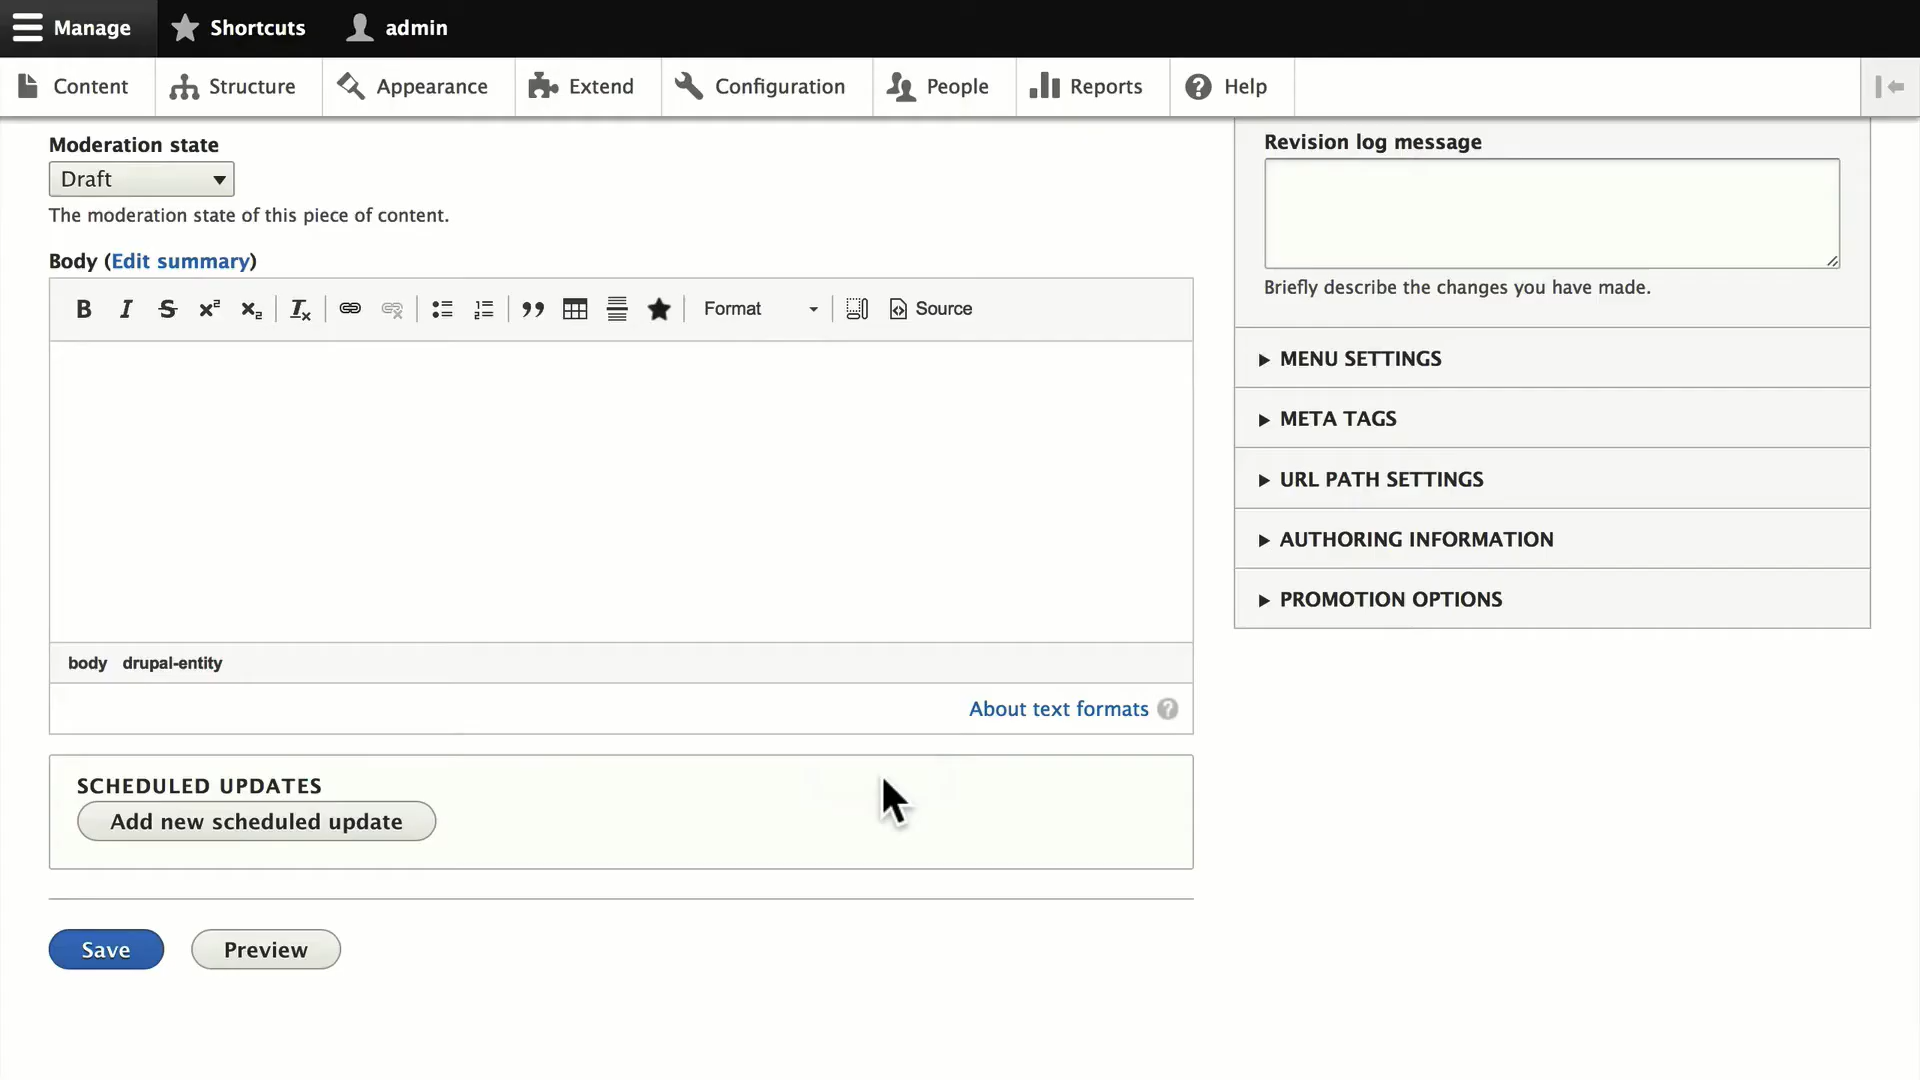 Manage Shortcuts admin
Content Structure Appearance Extend Configuration People Reports Help
Moderation state
Draft
The moderation state of this piece of content.
Body (Edit summary)
Format Source
body drupal-entity
About text formats
SCHEDULED UPDATES
Add new scheduled update
Save Preview
Revision log message
Briefly describe the changes you have made.
MENU SETTINGS
META TAGS
URL PATH SETTINGS
AUTHORING INFORMATION
PROMOTION OPTIONS